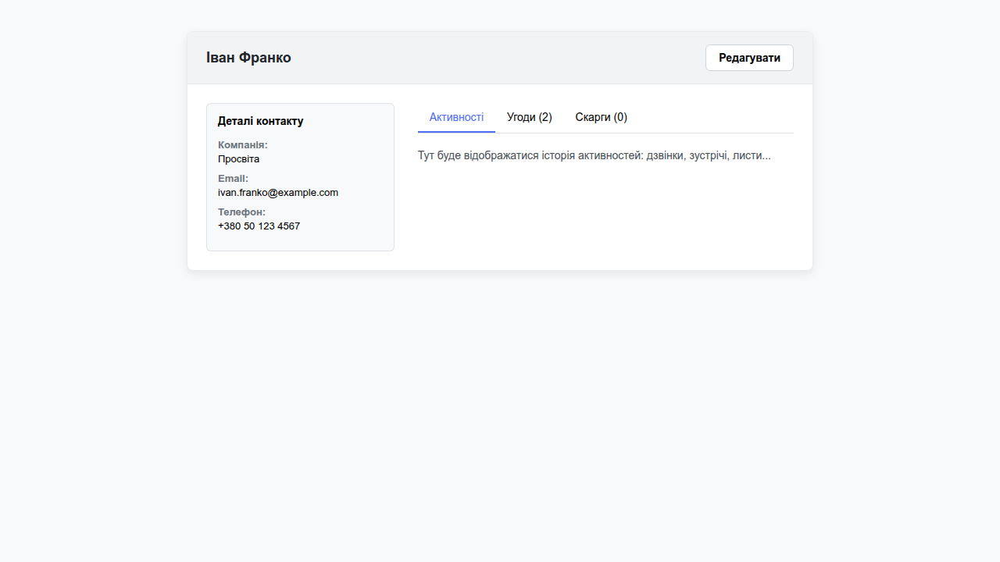 Іван Франко
Редагувати
Деталі контакту
Компанія:
Просвіта
Email:
ivan.franko@example.com
Телефон:
+380 50 123 4567
Активності Угоди (2) Скарги (0)
Тут буде відображатися історія активностей: дзвінки, зустрічі, листи...